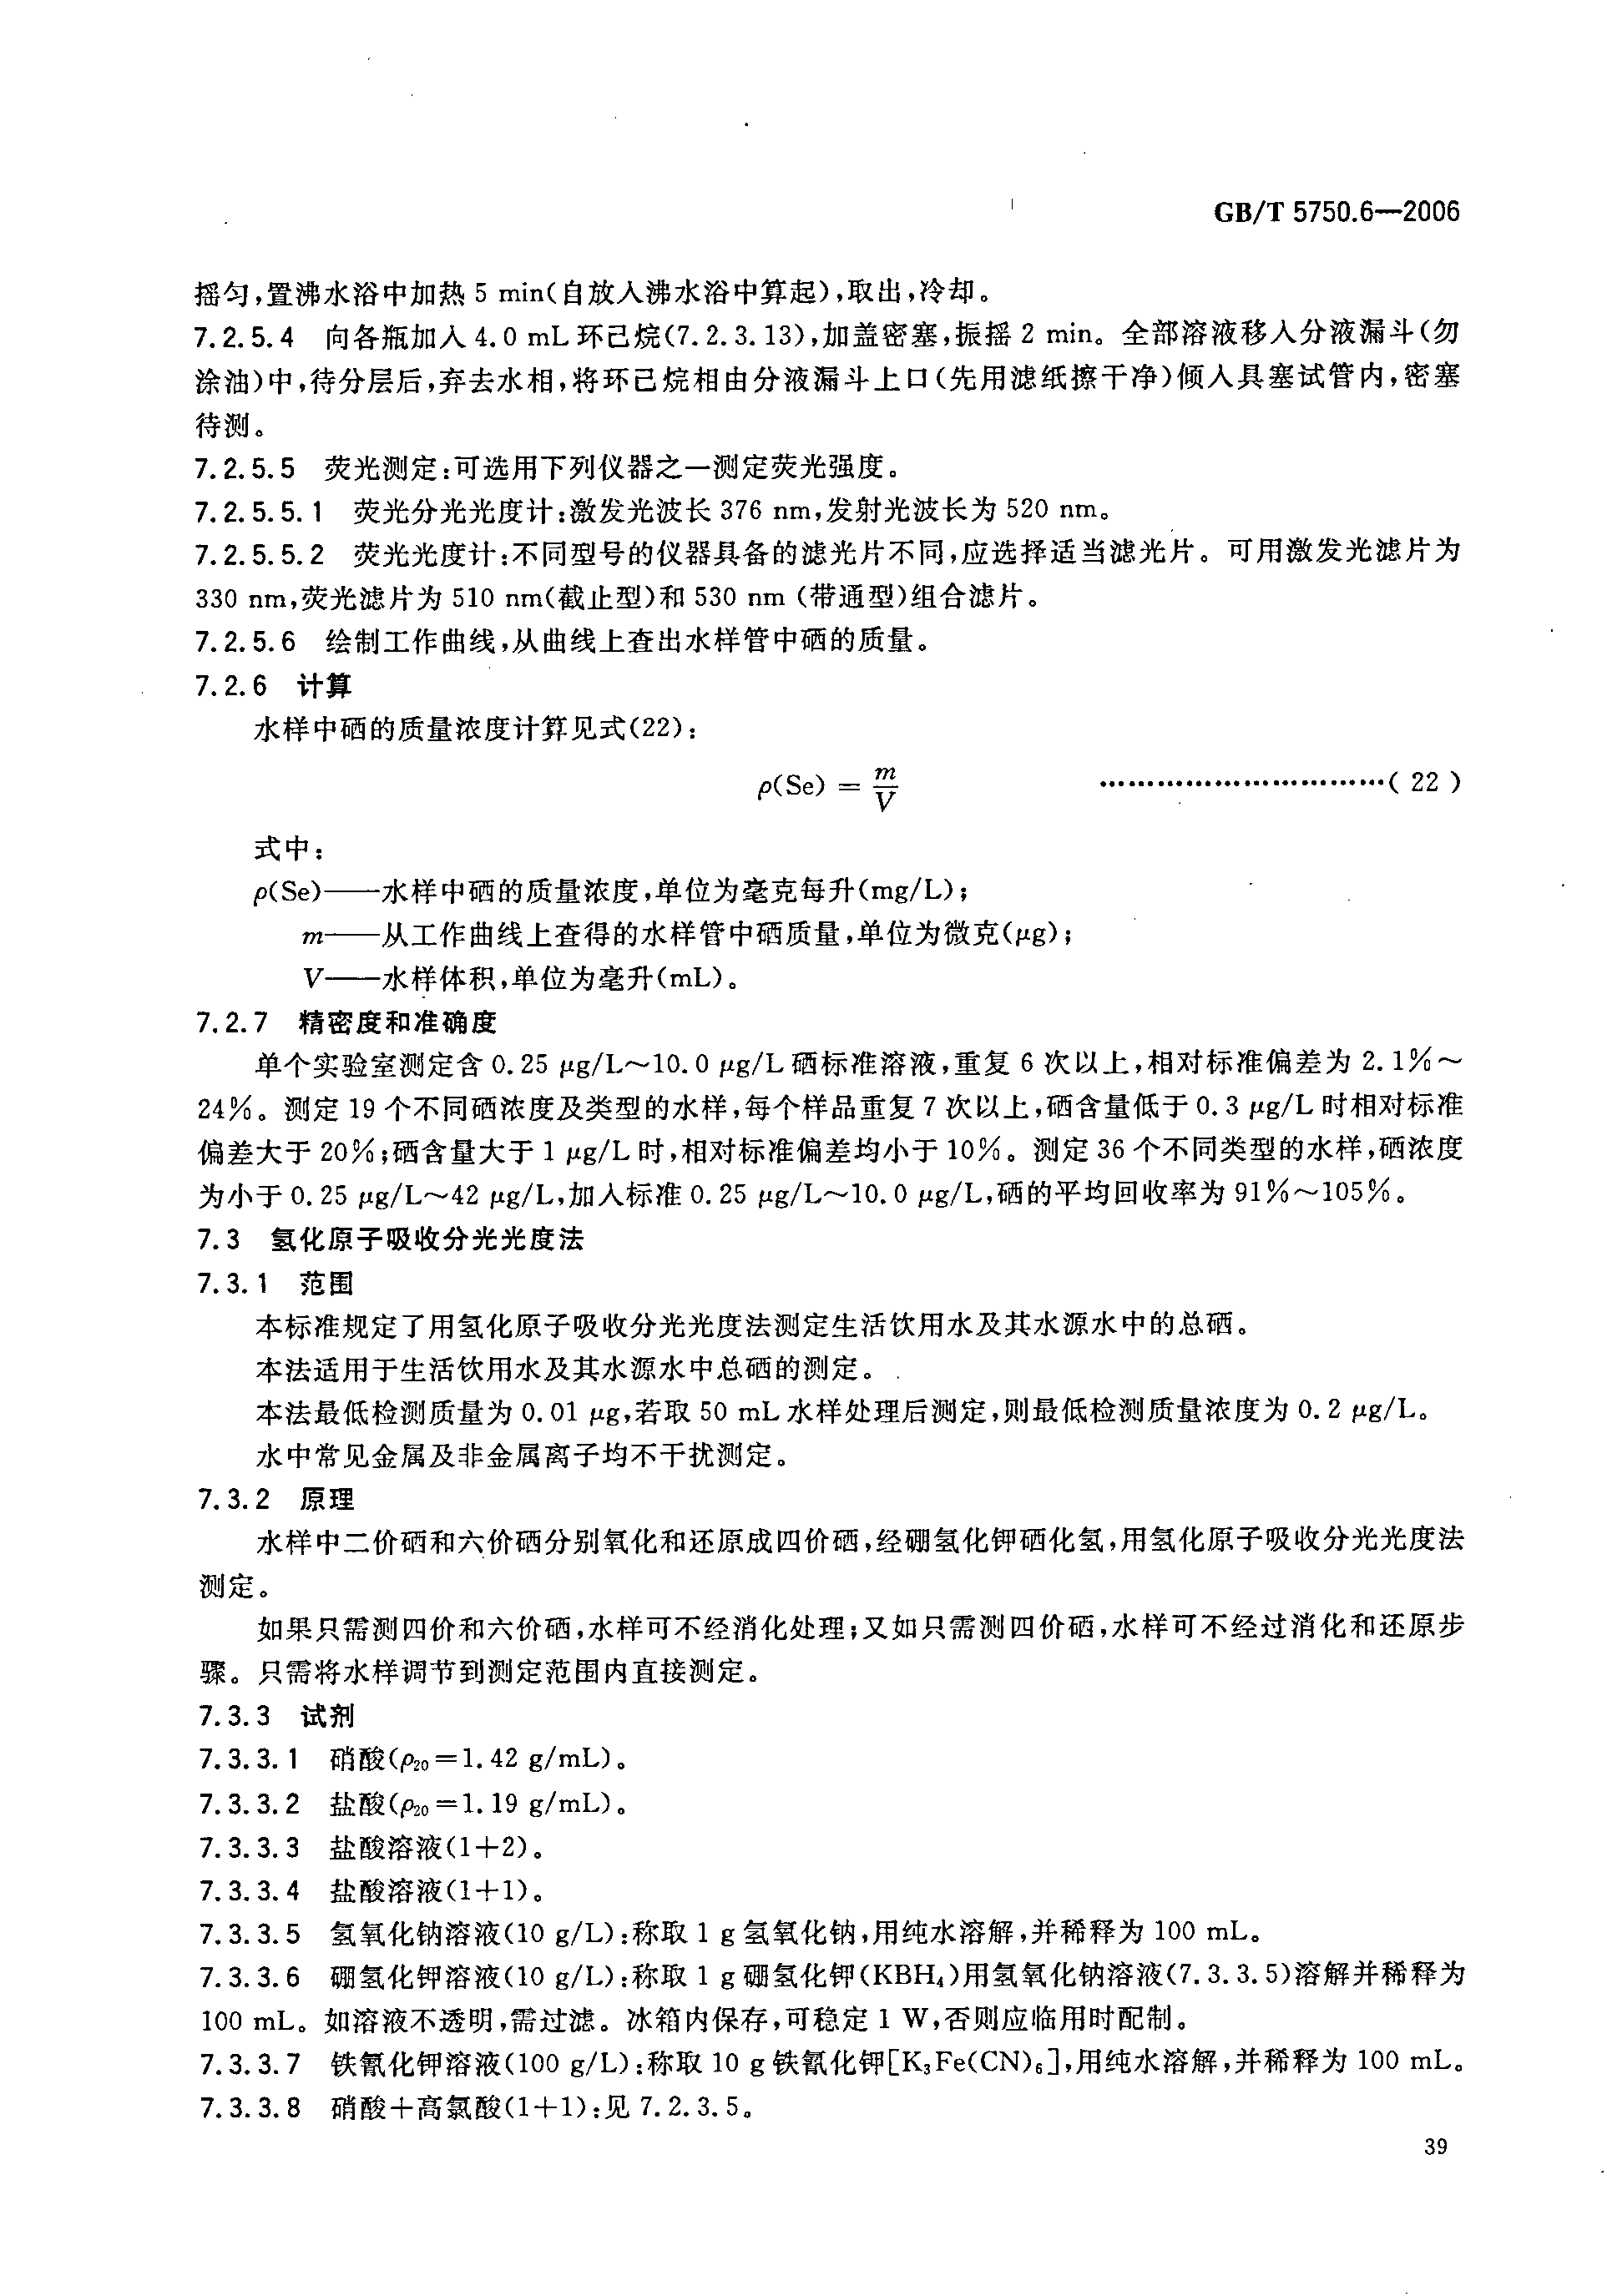 GB/T 5750.6—2006
摇匀,置沸水浴中加热 5 min(自放入沸水浴中算起),取出,冷却。
7.2.5.4 向各瓶加入 4.0 mL 环己烷(7.2.3.13),加盖密塞,振摇 2 min。全部溶液移入分液漏斗(勿
涂油)中,待分层后,弃去水相,将环己烷相由分液漏斗上口(先用滤纸擦干净)倾入具塞试管内,密塞
待测。
7.2.5.5 荧光测定:可选用下列仪器之一测定荧光强度。
7.2.5.5.1 荧光分光光度计:激发光波长 376 nm,发射光波长为 520 nm。
7.2.5.5.2 荧光光度计:不同型号的仪器具备的滤光片不同,应选择适当滤光片。可用激发光滤片为
330 nm,荧光滤片为 510 nm(截止型)和 530 nm (带通型)组合滤片。
7.2.5.6 绘制工作曲线,从曲线上查出水样管中硒的质量。
7.2.6 计算
水样中硒的质量浓度计算见式(22):
ρ(Se) = m/V ……………………………( 22 )
式中:
ρ(Se)——水样中硒的质量浓度,单位为毫克每升(mg/L);
m——从工作曲线上查得的水样管中硒质量,单位为微克(μg);
V——水样体积,单位为毫升(mL)。
7.2.7 精密度和准确度
单个实验室测定含 0.25 μg/L～10.0 μg/L 硒标准溶液,重复 6 次以上,相对标准偏差为 2.1%～
24%。测定 19 个不同硒浓度及类型的水样,每个样品重复 7 次以上,硒含量低于 0.3 μg/L 时相对标准
偏差大于 20%;硒含量大于 1 μg/L 时,相对标准偏差均小于 10%。测定 36 个不同类型的水样,硒浓度
为小于 0.25 μg/L～42 μg/L,加入标准 0.25 μg/L～10.0 μg/L,硒的平均回收率为 91%～105%。
7.3 氢化原子吸收分光光度法
7.3.1 范围
本标准规定了用氢化原子吸收分光光度法测定生活饮用水及其水源水中的总硒。
本法适用于生活饮用水及其水源水中总硒的测定。
本法最低检测质量为 0.01 μg,若取 50 mL 水样处理后测定,则最低检测质量浓度为 0.2 μg/L。
水中常见金属及非金属离子均不干扰测定。
7.3.2 原理
水样中二价硒和六价硒分别氧化和还原成四价硒,经硼氢化钾硒化氢,用氢化原子吸收分光光度法
测定。
如果只需测四价和六价硒,水样可不经消化处理;又如只需测四价硒,水样可不经过消化和还原步
骤。只需将水样调节到测定范围内直接测定。
7.3.3 试剂
7.3.3.1 硝酸(ρ₂₀=1.42 g/mL)。
7.3.3.2 盐酸(ρ₂₀=1.19 g/mL)。
7.3.3.3 盐酸溶液(1+2)。
7.3.3.4 盐酸溶液(1+1)。
7.3.3.5 氢氧化钠溶液(10 g/L):称取 1 g 氢氧化钠,用纯水溶解,并稀释为 100 mL。
7.3.3.6 硼氢化钾溶液(10 g/L):称取 1 g 硼氢化钾(KBH₄)用氢氧化钠溶液(7.3.3.5)溶解并稀释为
100 mL。如溶液不透明,需过滤。冰箱内保存,可稳定 1 W,否则应临用时配制。
7.3.3.7 铁氰化钾溶液(100 g/L):称取 10 g 铁氰化钾[K₃Fe(CN)₆],用纯水溶解,并稀释为 100 mL。
7.3.3.8 硝酸+高氯酸(1+1):见 7.2.3.5。
39